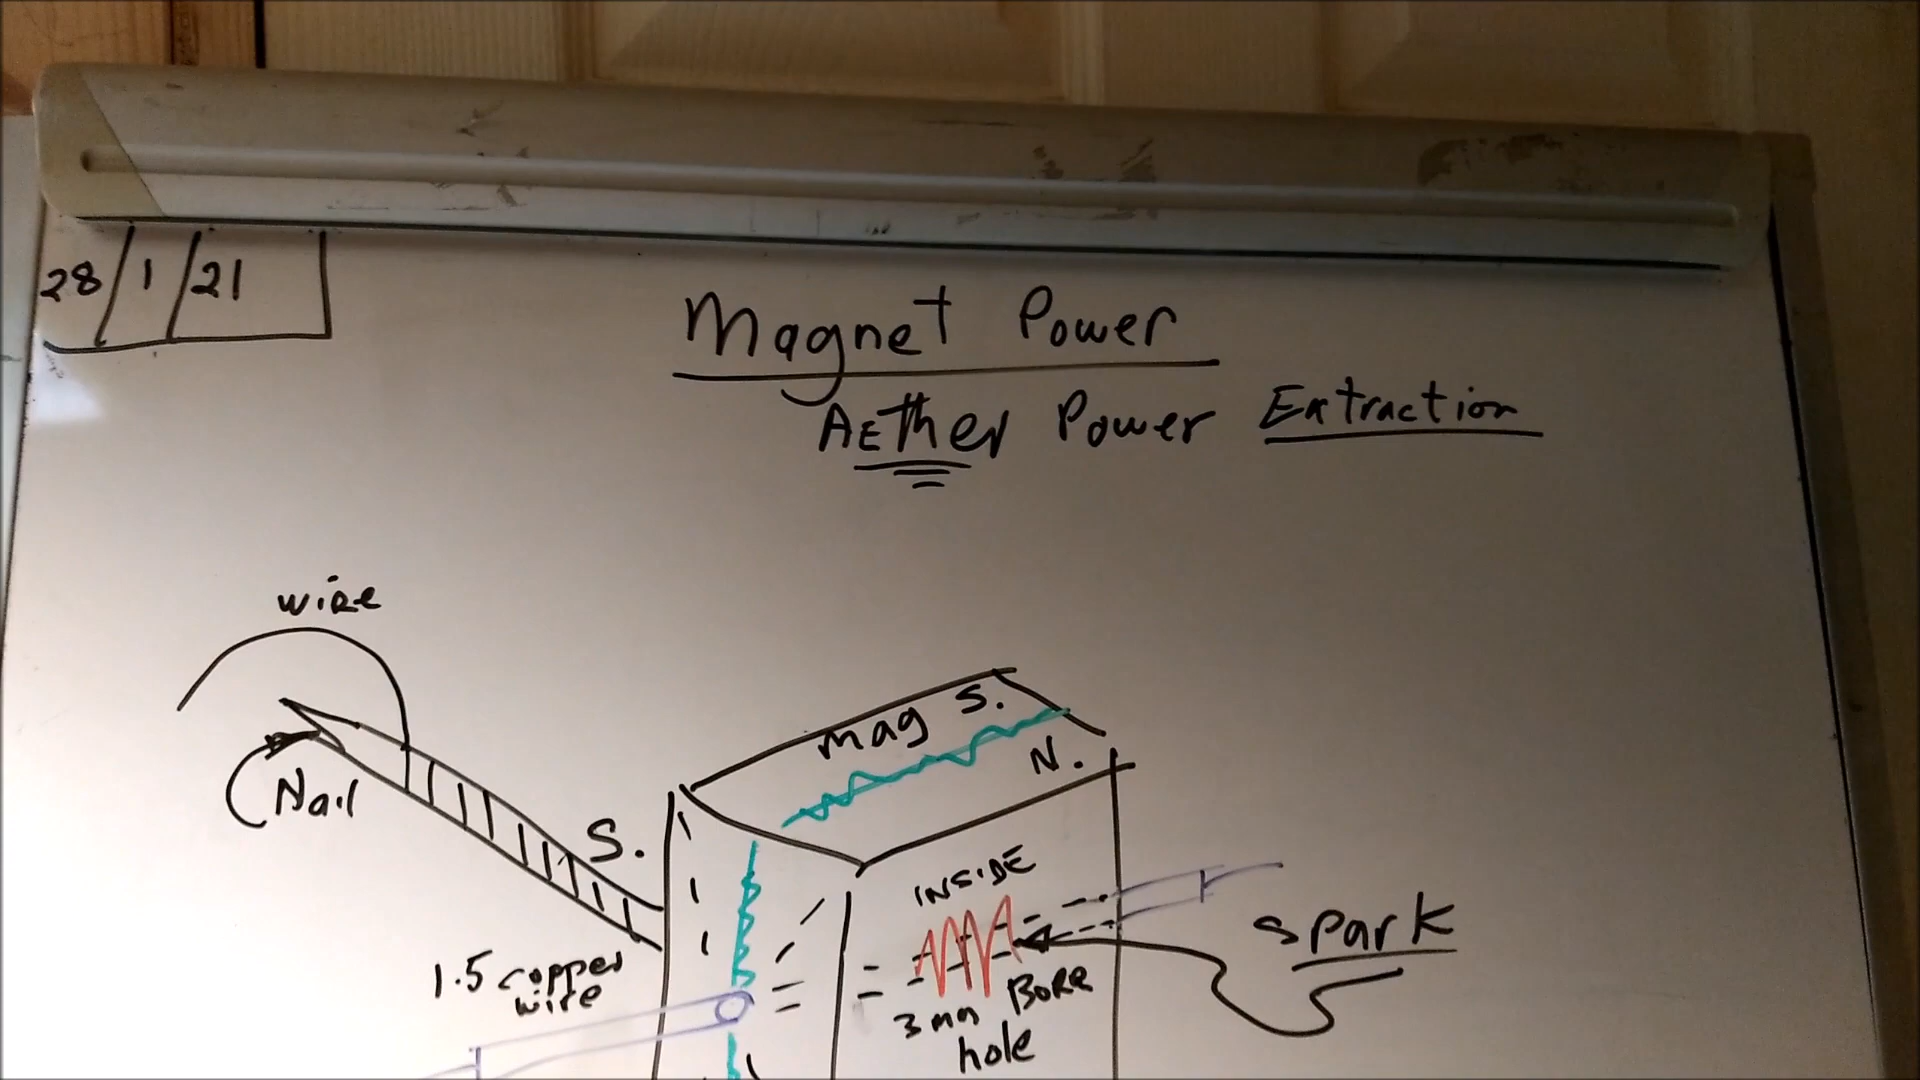 28/1/21
Magnet Power
AETher Power Extraction
wire
Nail
S.
mag S.
N.
INSIDE
Spark
1.5 copper
wire
3mm Bore
hole